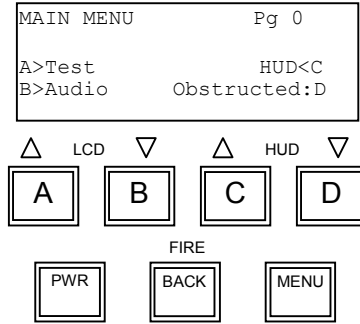 MAIN MENU Pg 0
A>Test HUD<C
B>Audio Obstructed:D
△ LCD ▽ △ HUD ▽
A B C D
FIRE
PWR BACK MENU